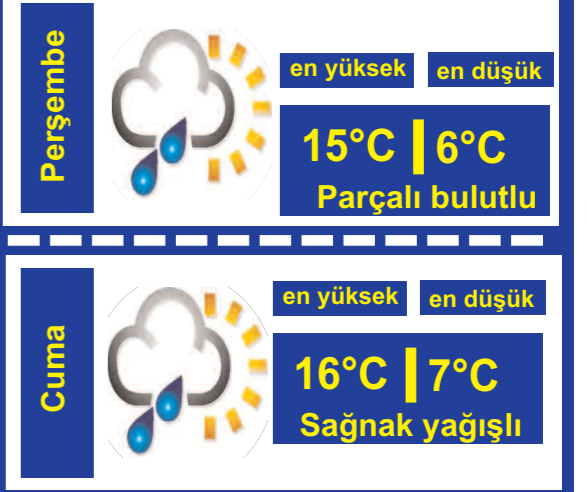 Perşembe
en yüksek en düşük
15°C 6°C
Parçalı bulutlu
Cuma
en yüksek en düşük
16°C 7°C
Sağnak yağışlı